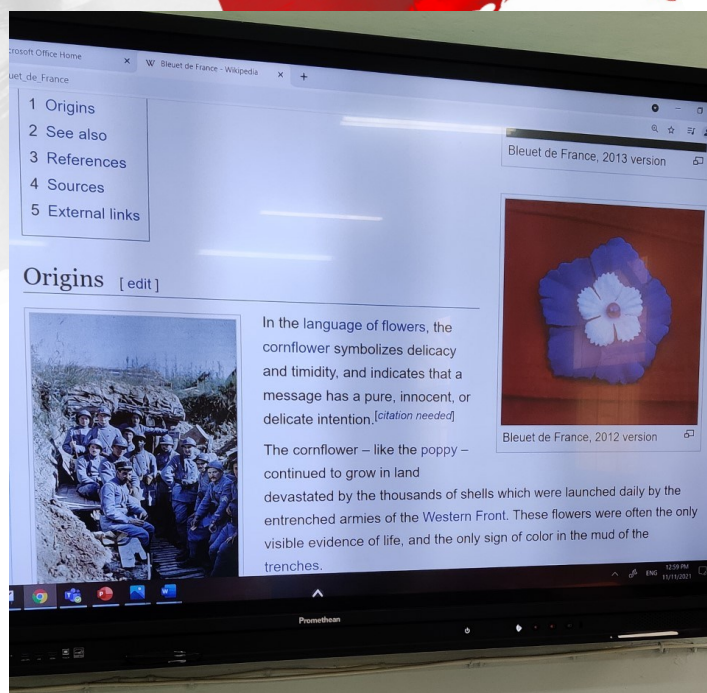 crosoft Office Home
W Bleuet de France - Wikipedia
uet_de_France
1 Origins
2 See also
3 References
4 Sources
5 External links
Bleuet de France, 2013 version
Origins [ edit ]
In the language of flowers, the
cornflower symbolizes delicacy
and timidity, and indicates that a
message has a pure, innocent, or
delicate intention.[citation needed]
Bleuet de France, 2012 version
The cornflower – like the poppy –
continued to grow in land
devastated by the thousands of shells which were launched daily by the
entrenched armies of the Western Front. These flowers were often the only
visible evidence of life, and the only sign of color in the mud of the
trenches.
ENG
12:59 PM
11/11/2021
Promethean